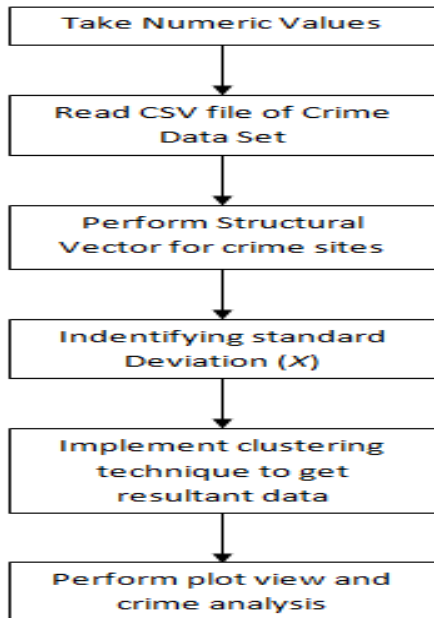 Take Numeric Values
Read CSV file of Crime
Data Set
Perform Structural
Vector for crime sites
Indentifying standard
Deviation (X)
Implement clustering
technique to get
resultant data
Perform plot view and
crime analysis